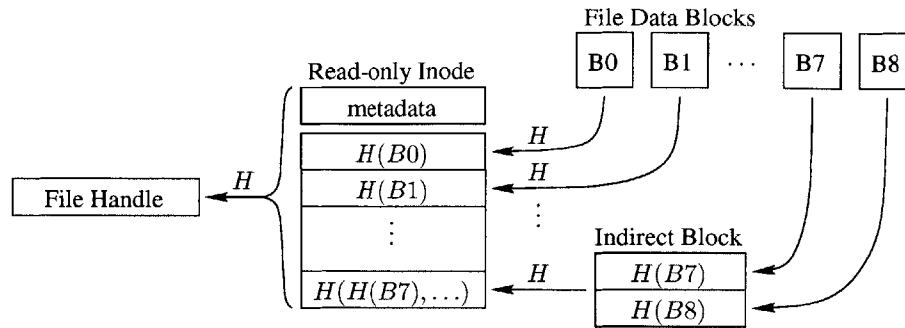 File Data Blocks
B0 B1 ··· B7 B8
Read-only Inode
metadata
H
H(B0)
H
H
H(B1)
File Handle
⋮
⋮
Indirect Block
H(B7)
H
H(H(B7),...)
H(B8)